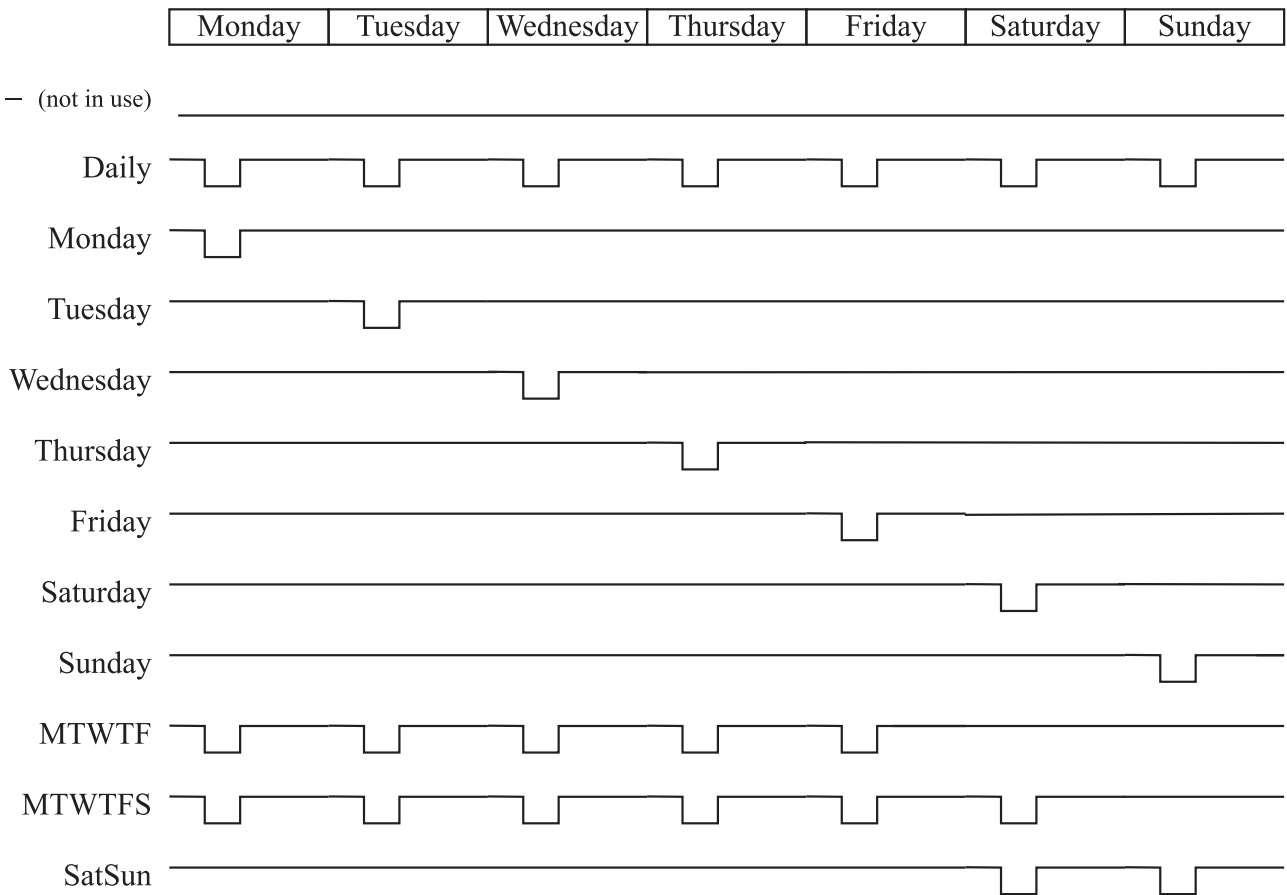 Monday Tuesday Wednesday Thursday Friday Saturday Sunday
– (not in use)
Daily
Monday
Tuesday
Wednesday
Thursday
Friday
Saturday
Sunday
MTWTF
MTWTFS
SatSun